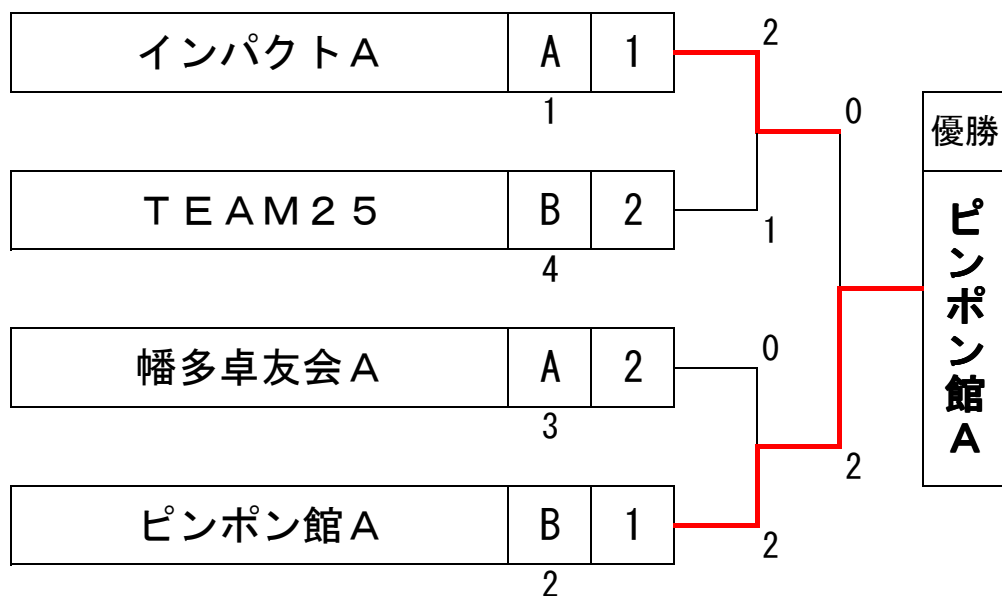 インパクトＡ A 1 2
1
0
優勝
ＴＥＡＭ２５ B 2 1
4
ピンポン館Ａ
幡多卓友会Ａ A 2 0
3
2
ピンポン館Ａ B 1 2
2